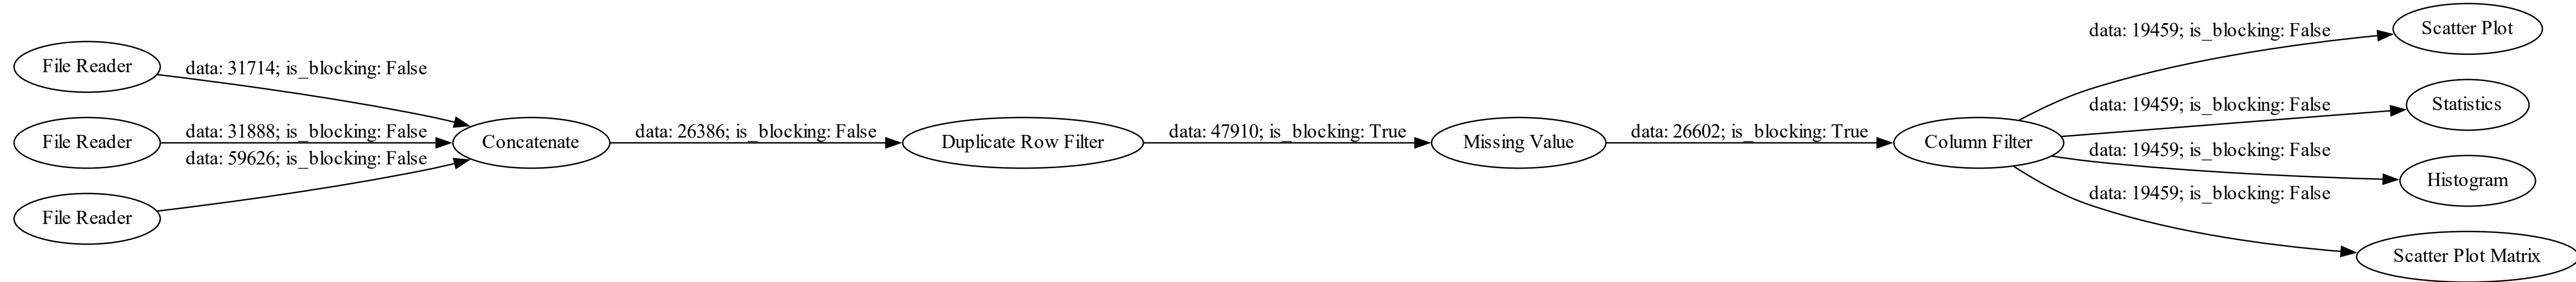 File Reader
data: 31714; is_blocking: False
File Reader
data: 31888; is_blocking: False
File Reader
data: 59626; is_blocking: False
Concatenate
data: 26386; is_blocking: False
Duplicate Row Filter
data: 47910; is_blocking: True
Missing Value
data: 26602; is_blocking: True
Column Filter
data: 19459; is_blocking: False
Scatter Plot
data: 19459; is_blocking: False
Statistics
data: 19459; is_blocking: False
Histogram
data: 19459; is_blocking: False
Scatter Plot Matrix